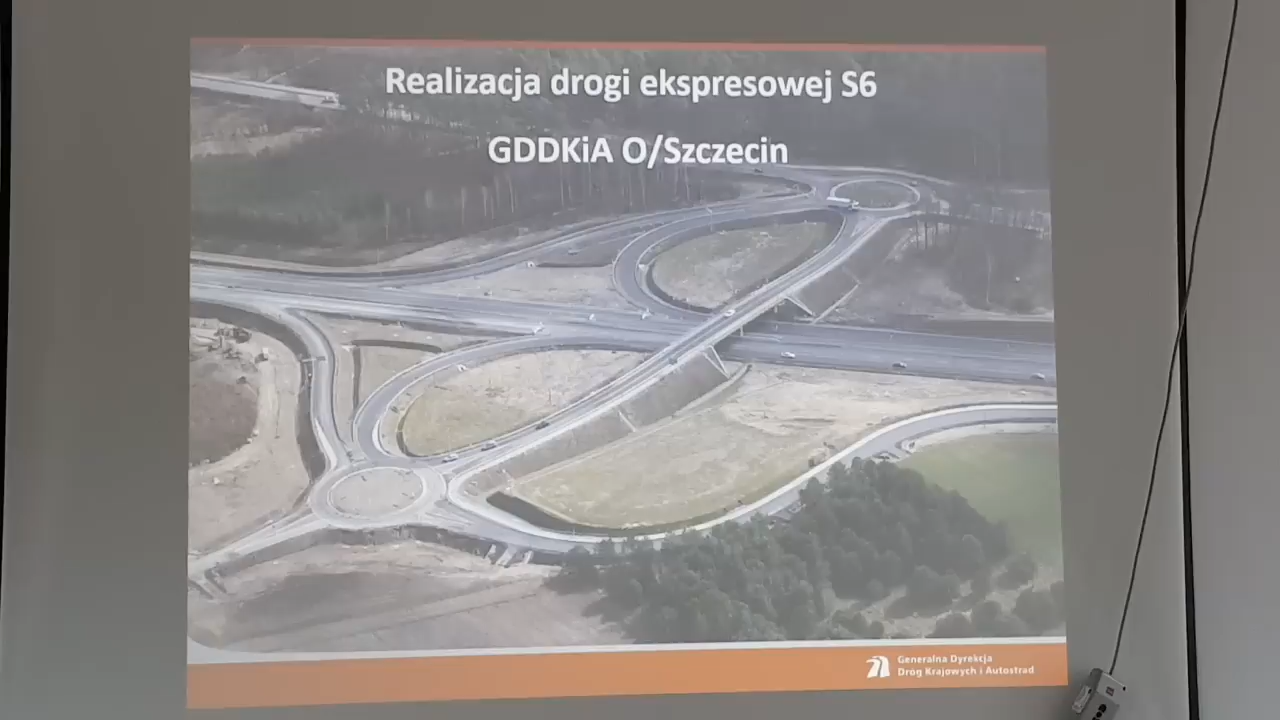 Realizacja drogi ekspresowej S6
GDDKiA O/Szczecin
Generalna Dyrekcja
Dróg Krajowych i Autostrad